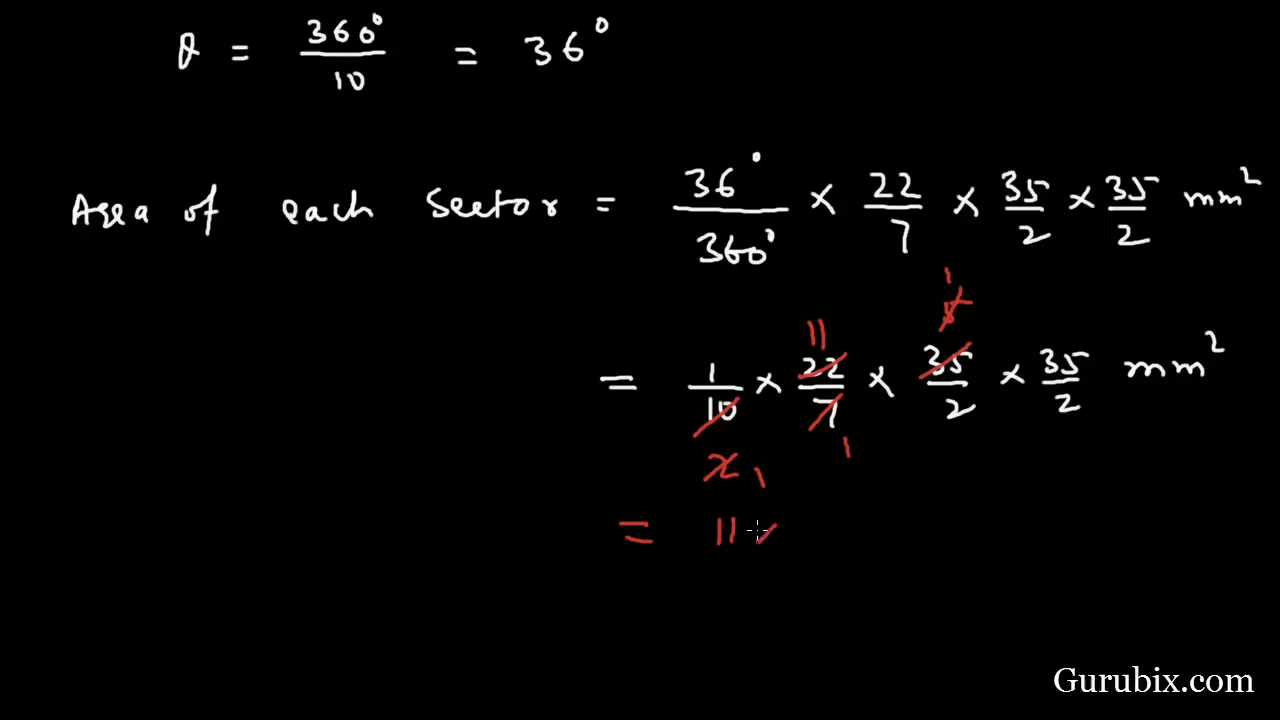 θ = 360°/10 = 36°
Area of each sector = 36°/360° × 22/7 × 35/2 × 35/2 mm²
11 5 1
= 1/10 × 22/7 × 35/2 × 35/2 mm²
2 1 1
= 11 ×
Gurubix.com